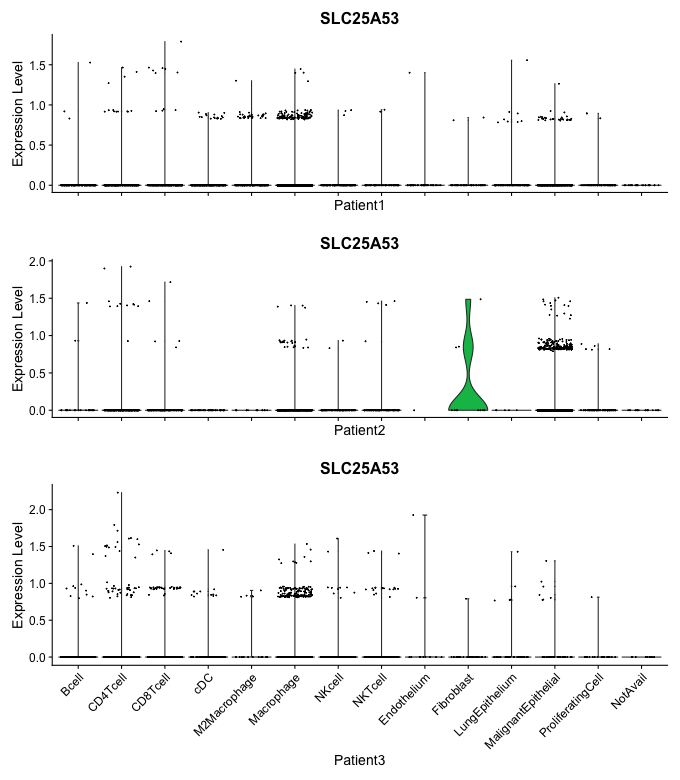 SLC25A53
Expression Level
1.5
1.0
0.5
0.0
Patient1
SLC25A53
Expression Level
2.0
1.5
1.0
0.5
0.0
Patient2
SLC25A53
Expression Level
2.0
1.5
1.0
0.5
0.0
Bcell
CD4Tcell
CD8Tcell
cDC
M2Macrophage
Macrophage
NKcell
NKTcell
Endothelium
Fibroblast
LungEpithelium
MalignantEpithelial
ProliferatingCell
NotAvail
Patient3